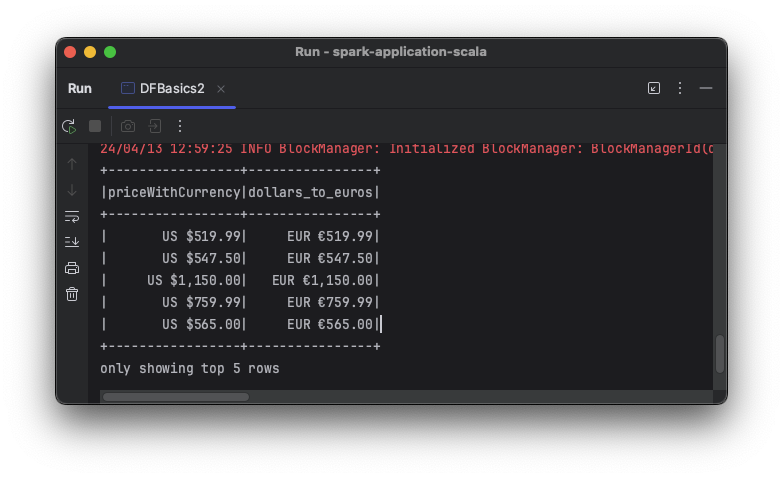 Run - spark-application-scala
Run DFBasics2
24/04/13 12:59:25 INFO BlockManager: Initialized BlockManager: BlockManagerId(
+-----------------+----------------+
|priceWithCurrency|dollars_to_euros|
+-----------------+----------------+
|       US $519.99|     EUR €519.99|
|       US $547.50|     EUR €547.50|
|     US $1,150.00|   EUR €1,150.00|
|       US $759.99|     EUR €759.99|
|       US $565.00|     EUR €565.00|
+-----------------+----------------+
only showing top 5 rows